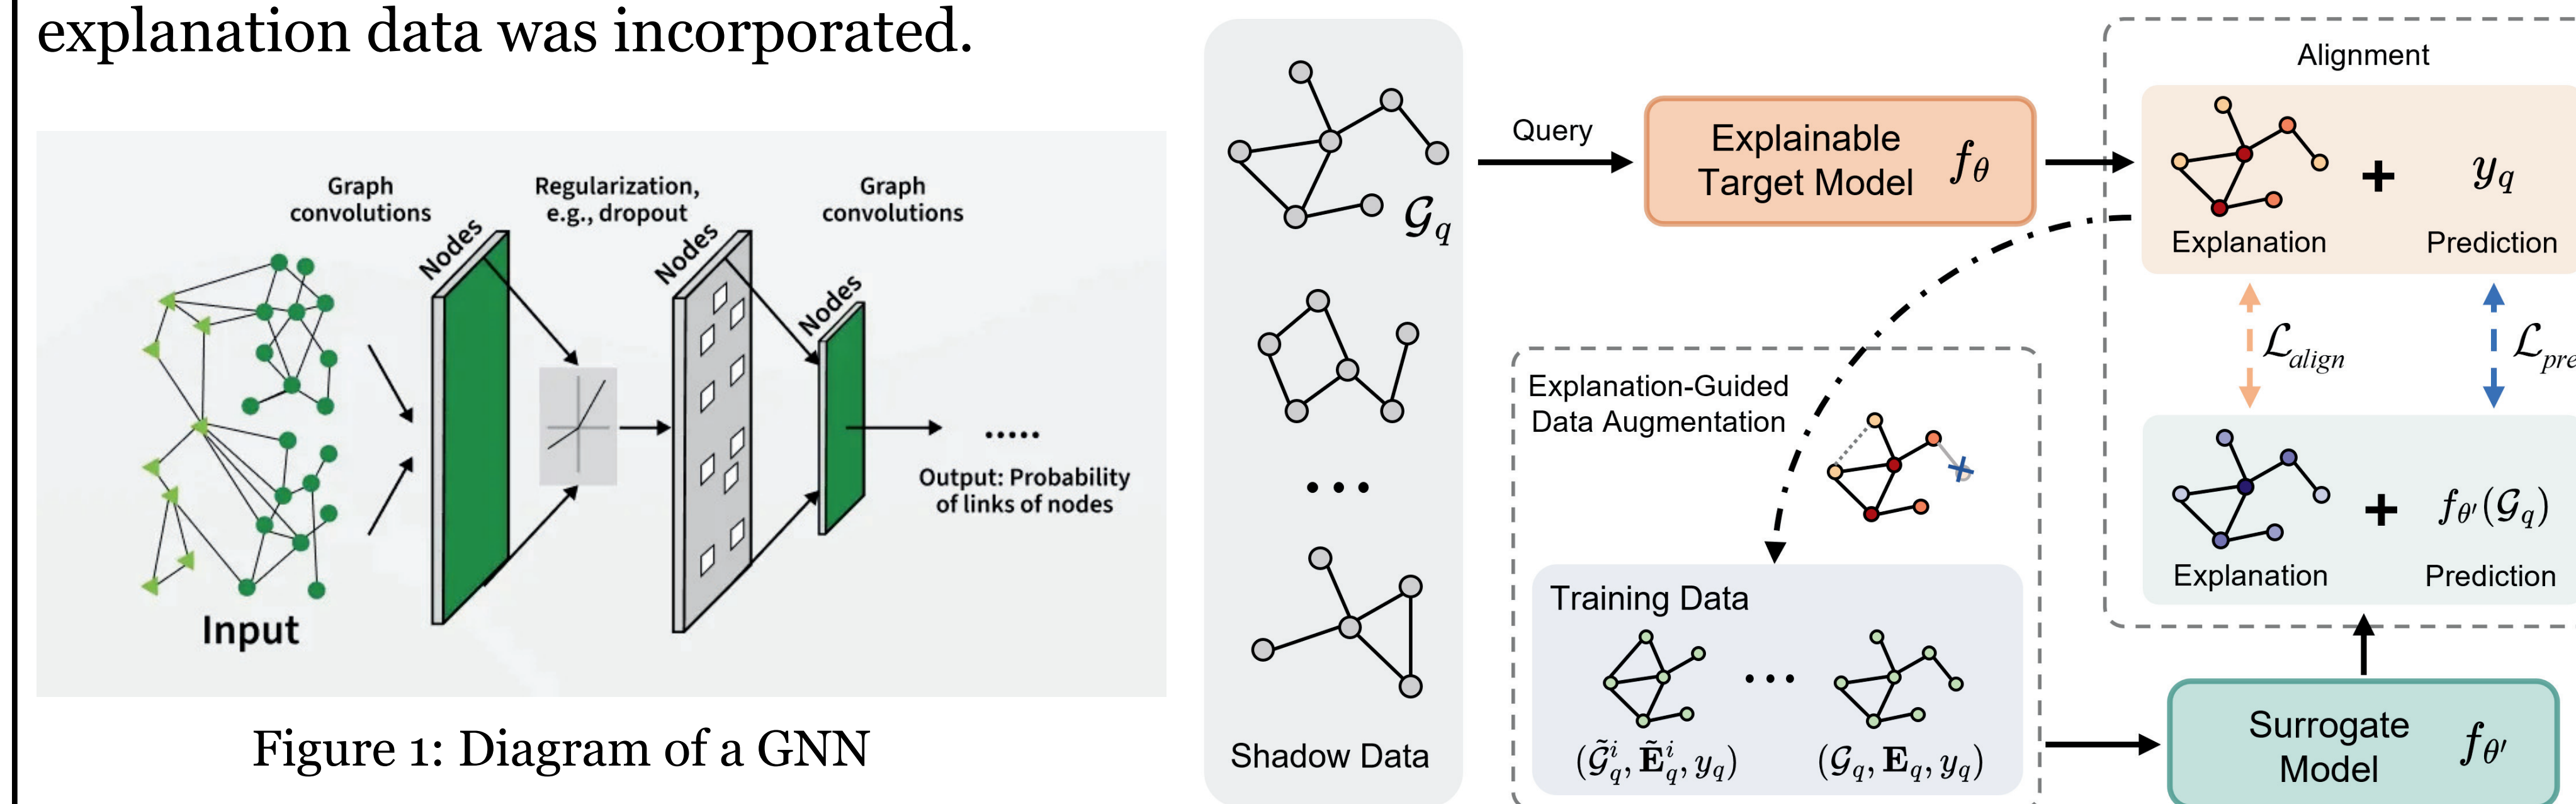 explanation data was incorporated.
Graph
convolutions
Regularization,
e.g., dropout
Graph
convolutions
Nodes
Nodes
Nodes
.....
Output: Probability
of links of nodes
Input
Figure 1: Diagram of a GNN
𝒢q
...
Shadow Data
Query
Explainable
Target Model fθ
Alignment
+ yq
Explanation Prediction
ℒalign
ℒpre
+ fθ′(𝒢q)
Explanation Prediction
Explanation-Guided
Data Augmentation
Training Data
...
(𝒢̃qⁱ, Ẽqⁱ, yq) (𝒢q, Eq, yq)
Surrogate
Model fθ′